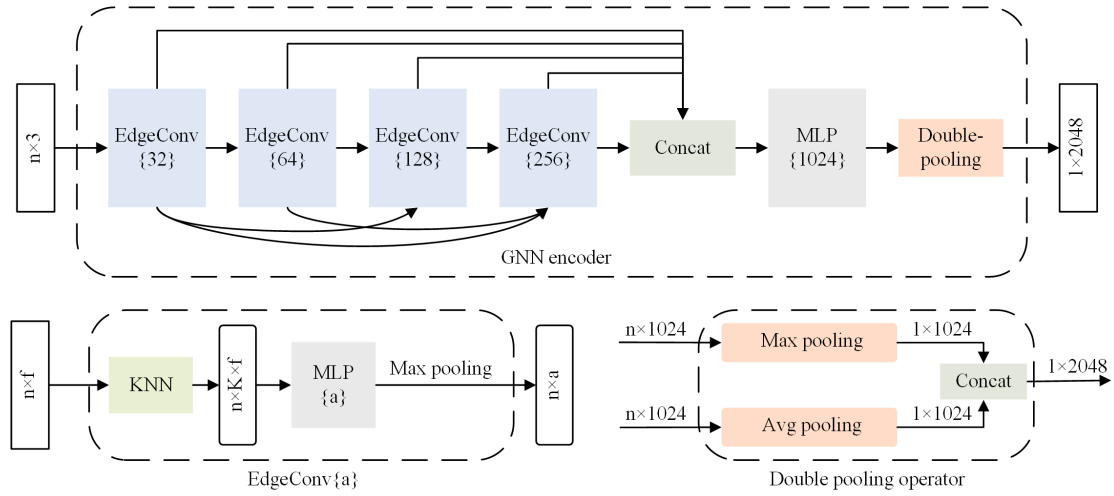 n×3
EdgeConv
{32}
EdgeConv
{64}
EdgeConv
{128}
EdgeConv
{256}
Concat
MLP
{1024}
Double-
pooling
1×2048
GNN encoder
n×f
KNN
n×K×f
MLP
{a}
Max pooling
n×a
EdgeConv{a}
n×1024
Max pooling
1×1024
Concat
1×2048
n×1024
Avg pooling
1×1024
Double pooling operator